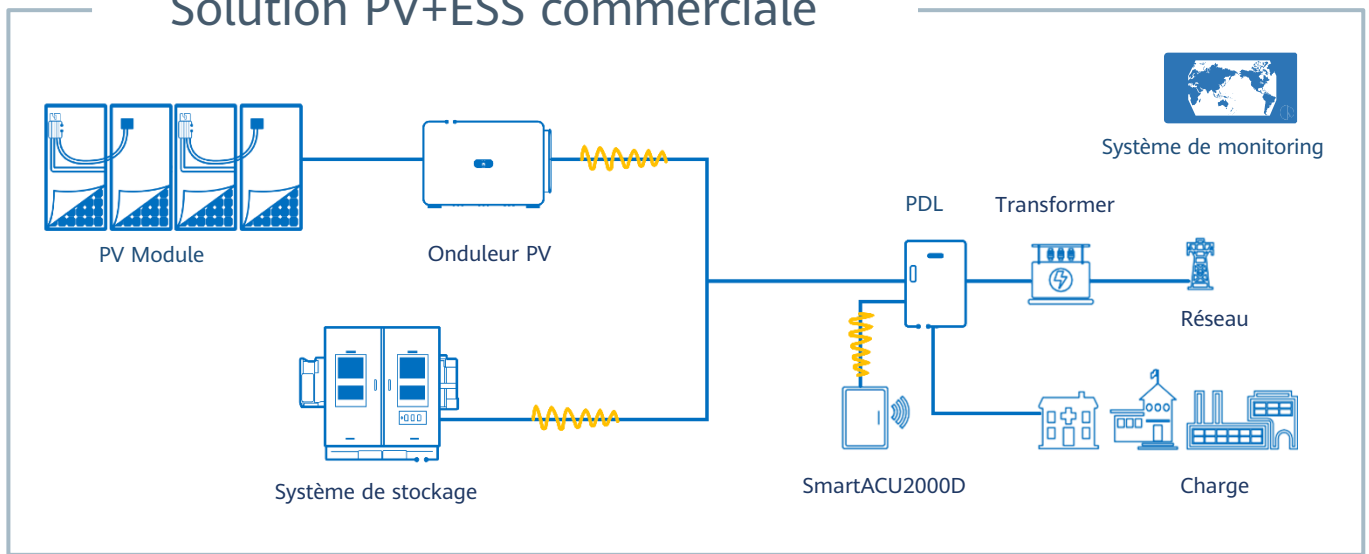 Solution PV+ESS commerciale
Système de monitoring
PDL
Transformer
PV Module
Onduleur PV
Réseau
Système de stockage
SmartACU2000D
Charge